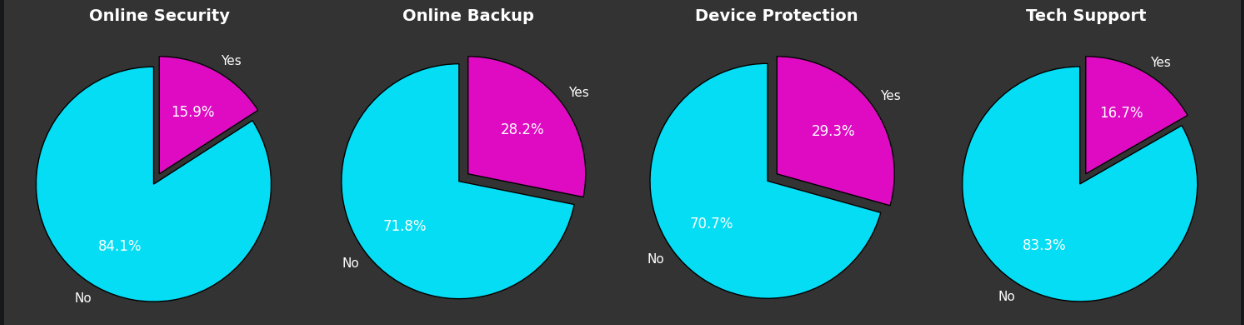 Online Security
Yes
15.9%
84.1%
No
Online Backup
Yes
28.2%
71.8%
No
Device Protection
Yes
29.3%
70.7%
No
Tech Support
Yes
16.7%
83.3%
No